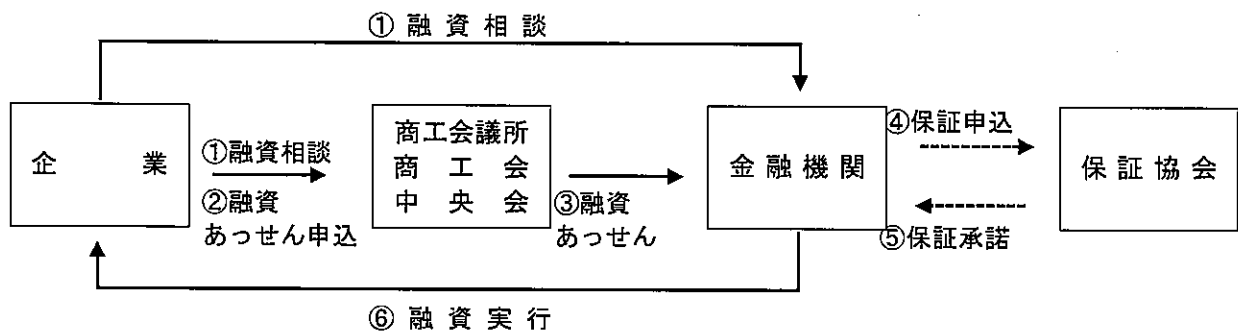 ① 融 資 相 談
企 業
①融資相談
②融資
あっせん申込
商工会議所
商 工 会
中 央 会
③融資
あっせん
金 融 機 関
④保証申込
⑤保証承諾
保 証 協 会
⑥ 融 資 実 行